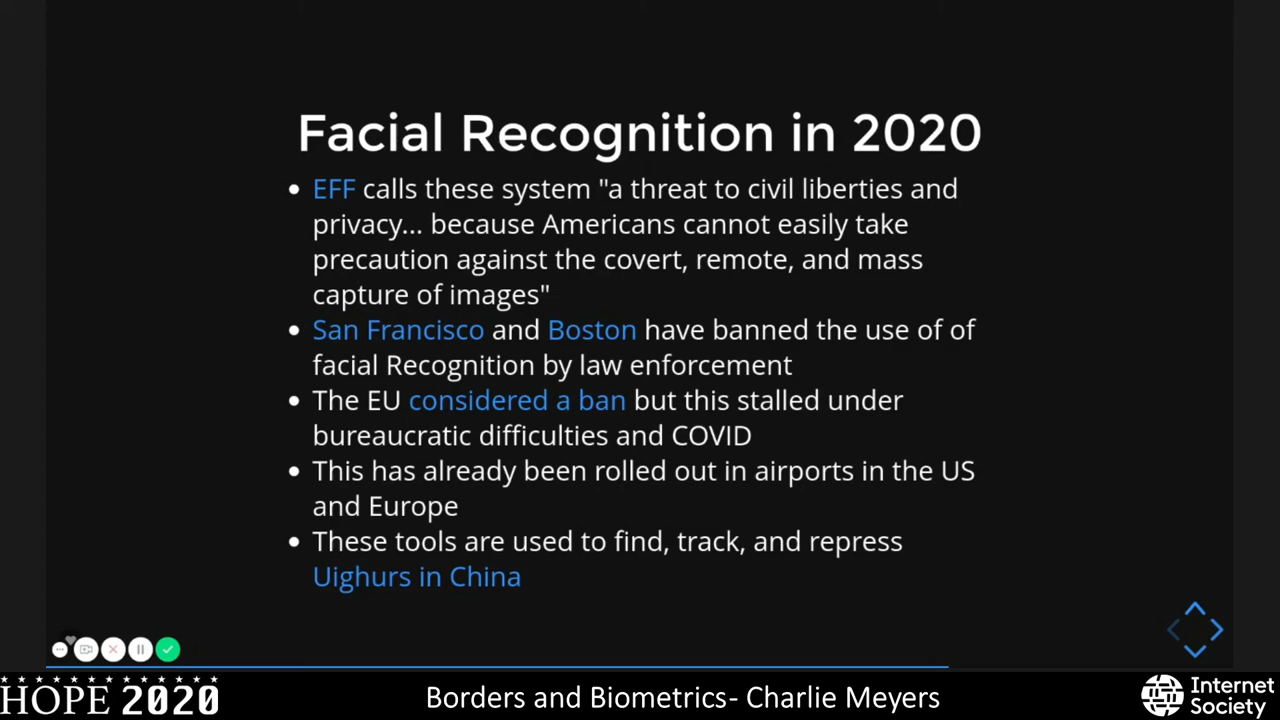 Facial Recognition in 2020
EFF calls these system "a threat to civil liberties and
privacy... because Americans cannot easily take
precaution against the covert, remote, and mass
capture of images"
San Francisco and Boston have banned the use of of
facial Recognition by law enforcement
The EU considered a ban but this stalled under
bureaucratic difficulties and COVID
This has already been rolled out in airports in the US
and Europe
These tools are used to find, track, and repress
Uighurs in China
HOPE 2020
Borders and Biometrics- Charlie Meyers
Internet
Society